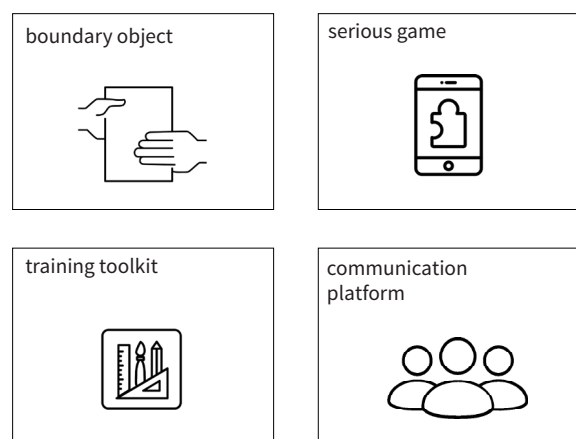 boundary object
serious game
training toolkit
communication
platform